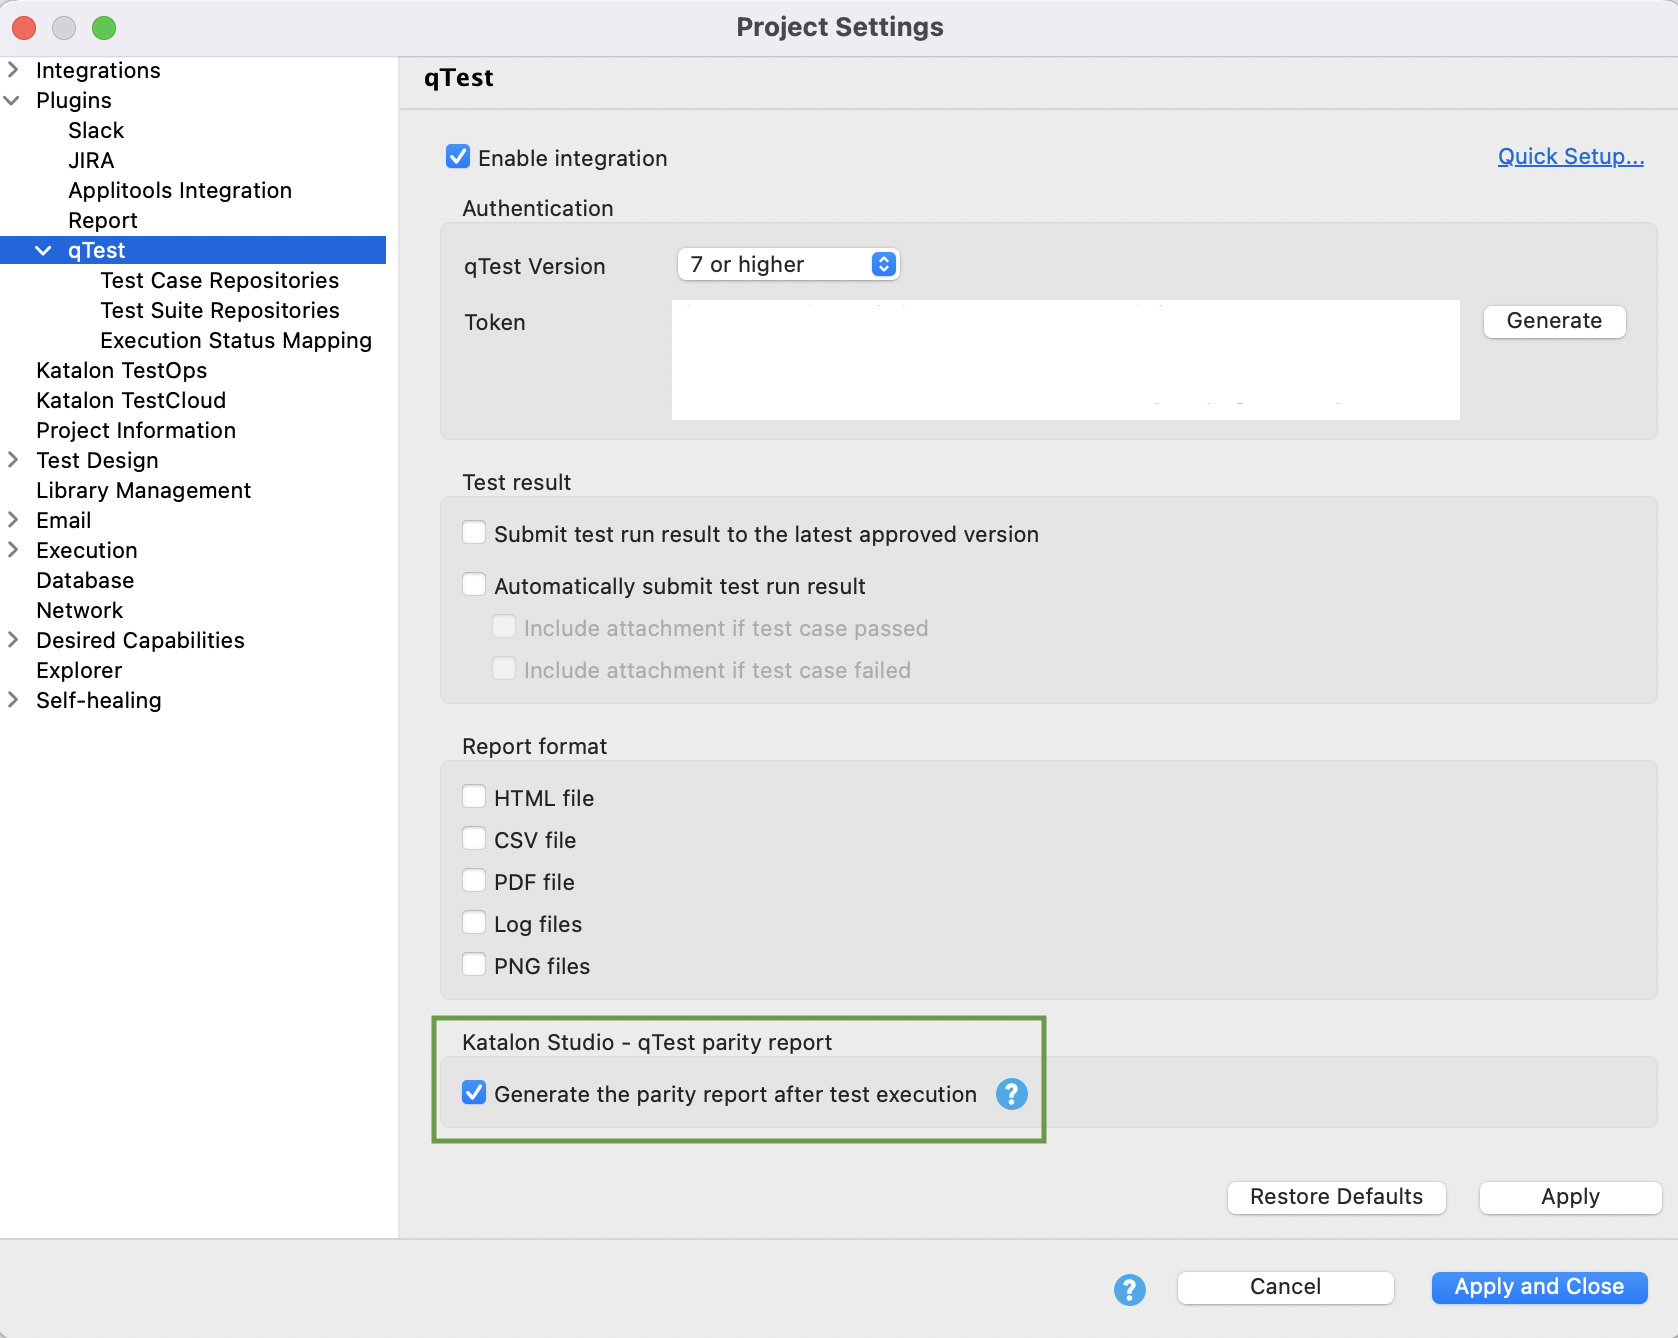 Project Settings
Integrations
Plugins
Slack
JIRA
Applitools Integration
Report
qTest
Test Case Repositories
Test Suite Repositories
Execution Status Mapping
Katalon TestOps
Katalon TestCloud
Project Information
Test Design
Library Management
Email
Execution
Database
Network
Desired Capabilities
Explorer
Self-healing
qTest
Enable integration
Quick Setup...
Authentication
qTest Version
7 or higher
Token
Generate
Test result
Submit test run result to the latest approved version
Automatically submit test run result
Include attachment if test case passed
Include attachment if test case failed
Report format
HTML file
CSV file
PDF file
Log files
PNG files
Katalon Studio - qTest parity report
Generate the parity report after test execution ?
Restore Defaults
Apply
?
Cancel
Apply and Close